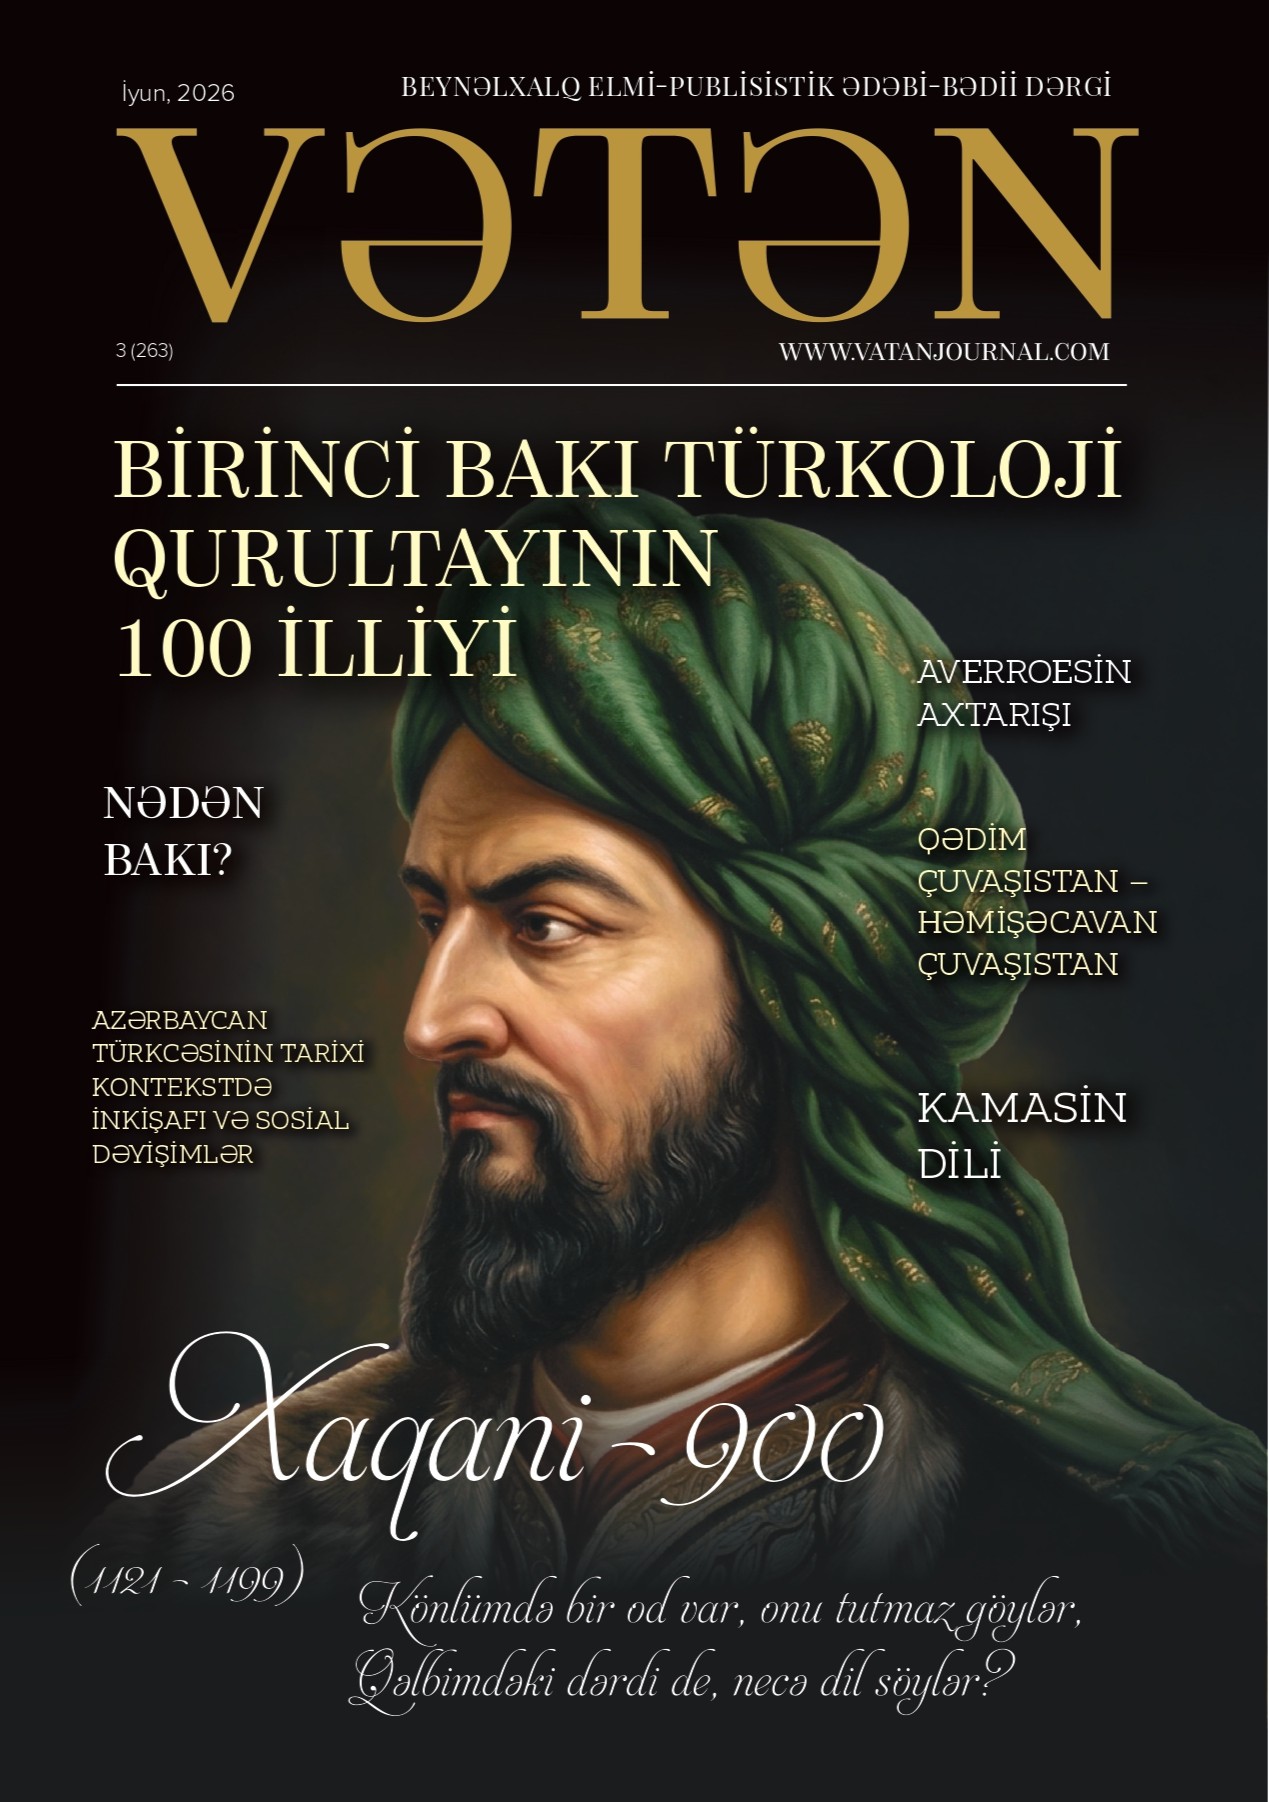 İyun, 2026
BEYNƏLXALQ ELMİ-PUBLİSİSTİK ƏDƏBİ-BƏDİİ DƏRGİ
VƏTƏN
3 (263)
WWW.VATANJOURNAL.COM
BİRİNCİ BAKI TÜRKOLOJİ
QURULTAYININ
100 İLLİYİ
AVERROESİN
AXTARIŞI
NƏDƏN
BAKI?
QƏDİM
ÇUVAŞISTAN –
HƏMİŞƏCAVAN
ÇUVAŞISTAN
AZƏRBAYCAN
TÜRKCƏSİNİN TARİXİ
KONTEKSTDƏ
İNKİŞAFI VƏ SOSİAL
DƏYİŞİMLƏR
KAMASİN
DİLİ
Xaqani - 900
(1121 - 1199)
Könlümdə bir od var, onu tutmaz göylər,
Qəlbimdəki dərdi de, necə dil söylər?